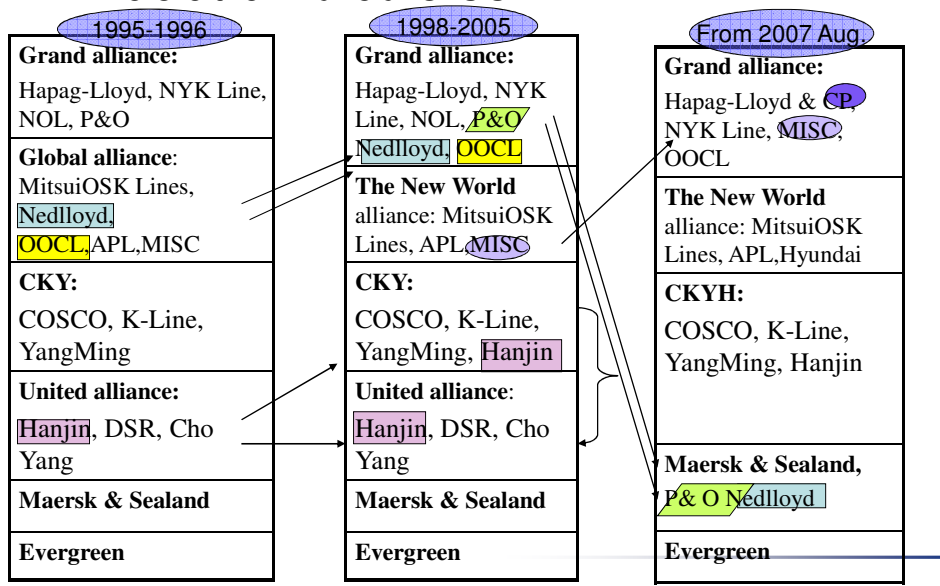 1995-1996
Grand alliance:
Hapag-Lloyd, NYK Line,
NOL, P&O
Global alliance:
MitsuiOSK Lines,
Nedlloyd,
OOCL,APL,MISC
CKY:
COSCO, K-Line,
YangMing
United alliance:
Hanjin, DSR, Cho
Yang
Maersk & Sealand
Evergreen
1998-2005
Grand alliance:
Hapag-Lloyd, NYK
Line, NOL, P&O
Nedlloyd, OOCL
The New World
alliance: MitsuiOSK
Lines, APL,MISC
CKY:
COSCO, K-Line,
YangMing, Hanjin
United alliance:
Hanjin, DSR, Cho
Yang
Maersk & Sealand
Evergreen
From 2007 Aug.
Grand alliance:
Hapag-Lloyd & CP,
NYK Line, MISC,
OOCL
The New World
alliance: MitsuiOSK
Lines, APL,Hyundai
CKYH:
COSCO, K-Line,
YangMing, Hanjin
Maersk & Sealand,
P& O Nedlloyd
Evergreen